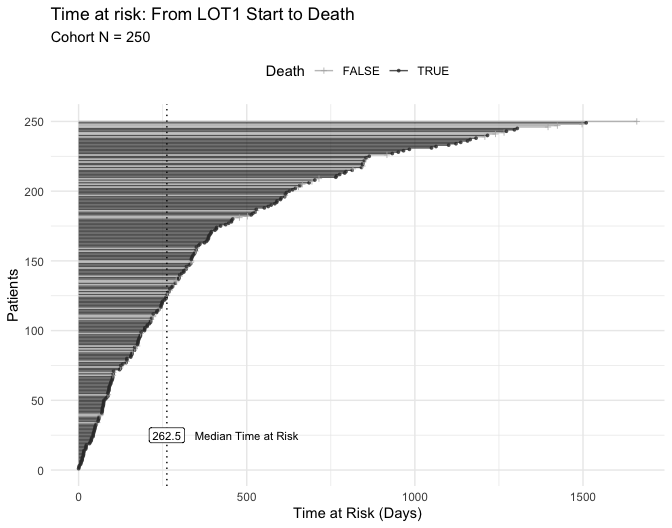 Time at risk: From LOT1 Start to Death
Cohort N = 250
Death FALSE TRUE
250
200
150
100
50
0
Patients
262.5 Median Time at Risk
0 500 1000 1500
Time at Risk (Days)